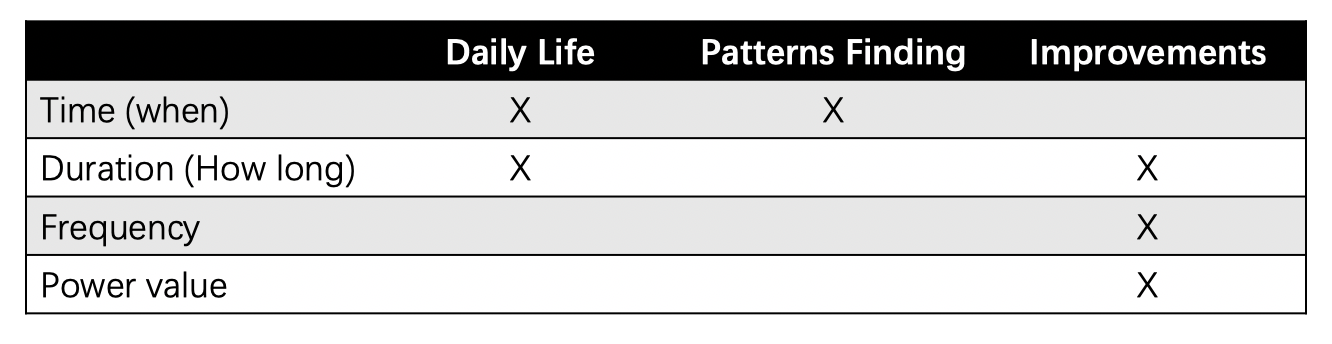 Daily Life Patterns Finding Improvements
Time (when) X X
Duration (How long) X X
Frequency X
Power value X